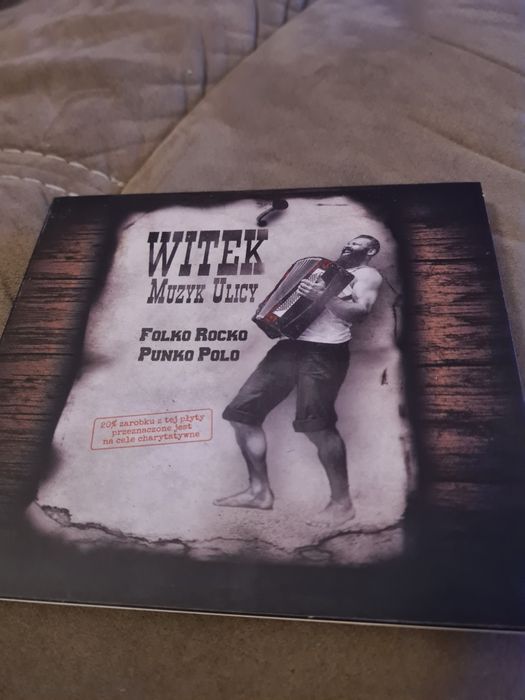 WITEK
MUZYK ULICY
FOLKO ROCKO
PUNKO POLO
20% zarobku z tej płyty
przeznaczone jest
na cele charytatywne